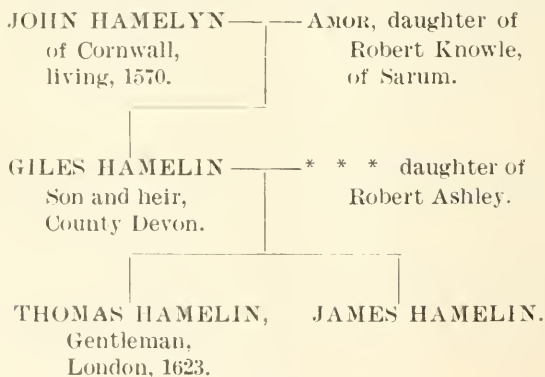 JOHN HAMELYN — AMOR, daughter of
of Cornwall, Robert Knowle,
living, 1570. of Sarum.
GILES HAMELIN — * * * daughter of
Son and heir, Robert Ashley.
County Devon.
THOMAS HAMELIN, JAMES HAMELIN.
Gentleman,
London, 1623.